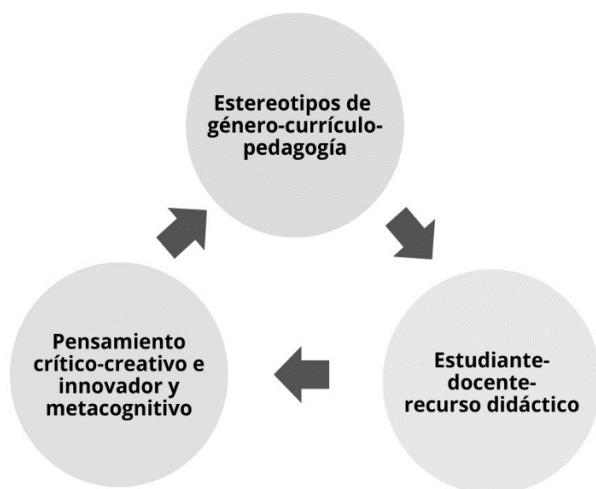 Estereotipos de
género-currículo-
pedagogía
Pensamiento
crítico-creativo e
innovador y
metacognitivo
Estudiante-
docente-
recurso didáctico